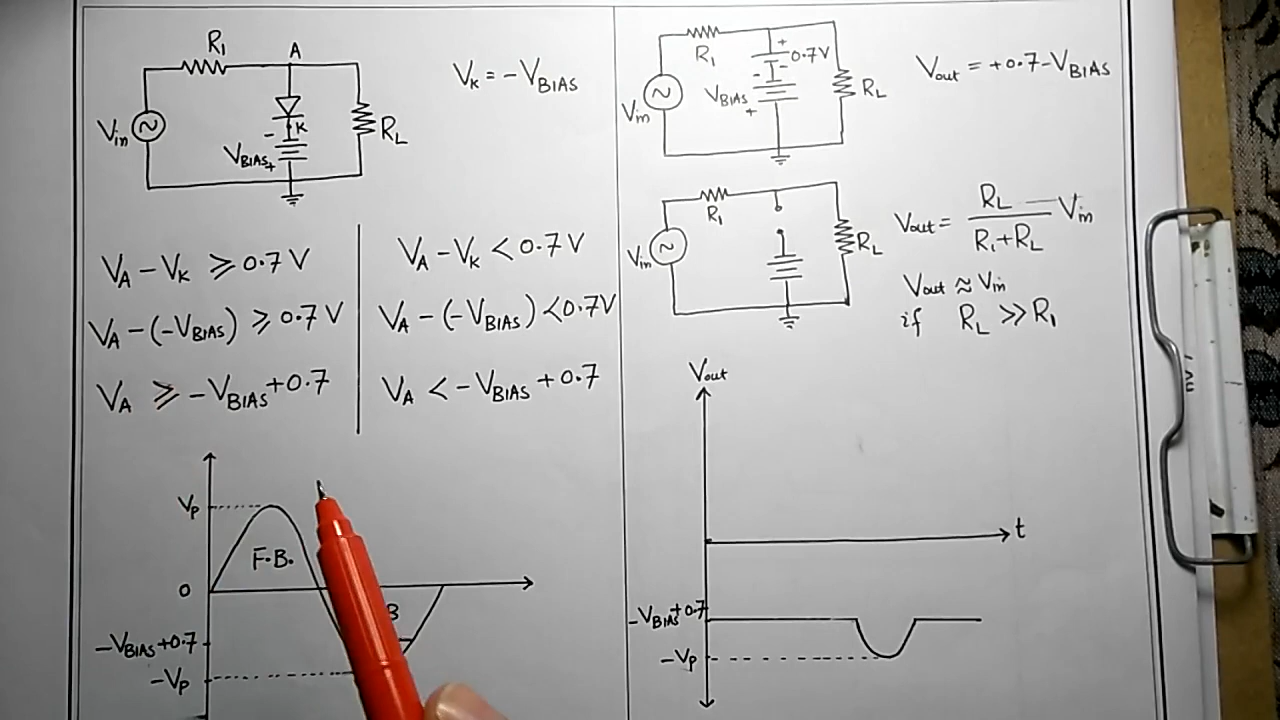 R₁
A
K
Vin
-
VBIAS
+
RL
VK = -VBIAS
VA - VK ≥ 0.7 V
VA - (-VBIAS) ≥ 0.7 V
VA ≥ -VBIAS + 0.7
VA - VK < 0.7 V
VA - (-VBIAS) < 0.7V
VA < - VBIAS + 0.7
VP
F.B.
0
B
-VBIAS + 0.7
-VP
R₁
+
0.7V
-
-
VBIAS
+
Vin
RL
Vout = +0.7 - VBIAS
R₁
Vin
RL
Vout = RL / (R₁ + RL) Vin
Vout ≈ Vin
if RL >> R₁
Vout
t
-VBIAS + 0.7
-VP